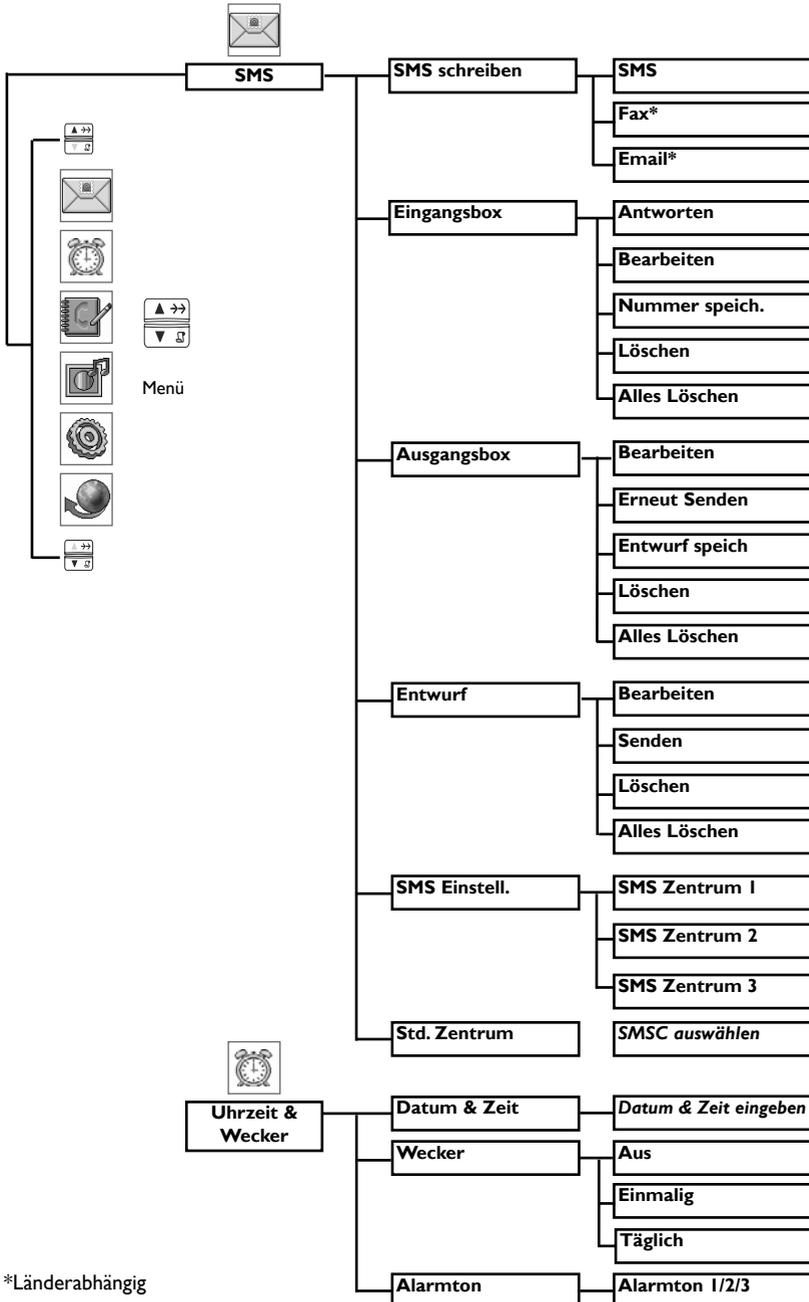 SMS
SMS schreiben
SMS
Fax*
Email*
Eingangsbox
Antworten
Bearbeiten
Nummer speich.
Löschen
Alles Löschen
Menü
Ausgangsbox
Bearbeiten
Erneut Senden
Entwurf speich
Löschen
Alles Löschen
Entwurf
Bearbeiten
Senden
Löschen
Alles Löschen
SMS Einstell.
SMS Zentrum 1
SMS Zentrum 2
SMS Zentrum 3
Std. Zentrum
SMSC auswählen
Uhrzeit &
Wecker
Datum & Zeit
Datum & Zeit eingeben
Wecker
Aus
Einmalig
Täglich
Alarmton
Alarmton 1/2/3
*Länderabhängig